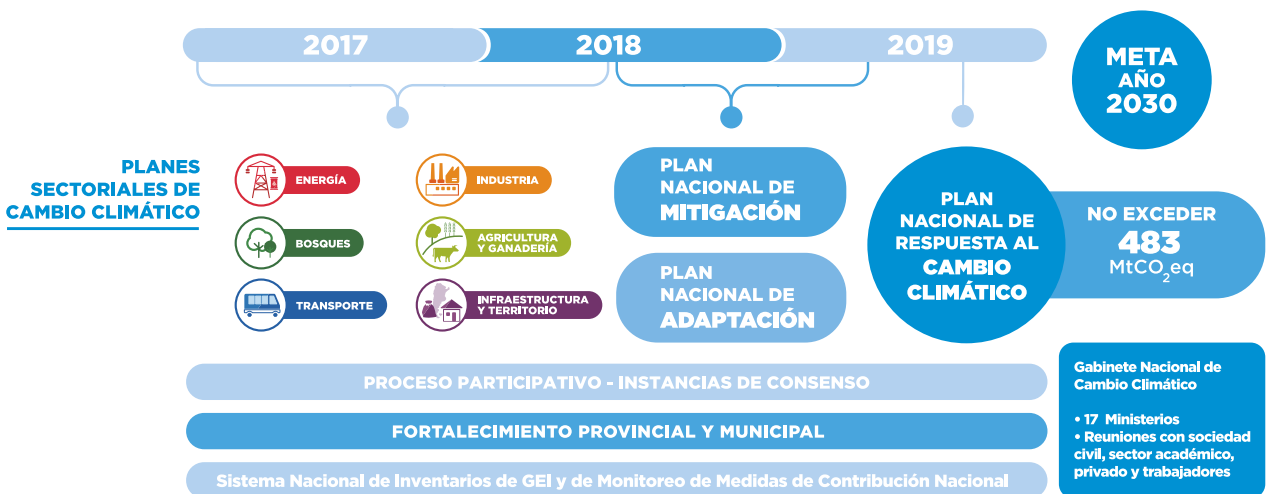 2017
2018
2019
META
AÑO
2030
PLANES
SECTORIALES DE
CAMBIO CLIMÁTICO
ENERGÍA
INDUSTRIA
BOSQUES
AGRICULTURA
Y GANADERÍA
TRANSPORTE
INFRAESTRUCTURA
Y TERRITORIO
PLAN
NACIONAL DE
MITIGACIÓN
PLAN
NACIONAL DE
ADAPTACIÓN
PLAN
NACIONAL DE
RESPUESTA AL
CAMBIO
CLIMÁTICO
NO EXCEDER
483
MtCO₂eq
PROCESO PARTICIPATIVO - INSTANCIAS DE CONSENSO
FORTALECIMIENTO PROVINCIAL Y MUNICIPAL
Sistema Nacional de Inventarios de GEI y de Monitoreo de Medidas de Contribución Nacional
Gabinete Nacional de
Cambio Climático
• 17 Ministerios
• Reuniones con sociedad
civil, sector académico,
privado y trabajadores